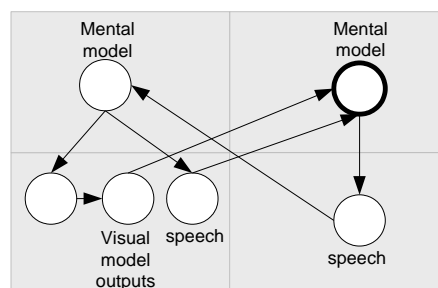 Mental
model
Mental
model
Visual
model
outputs
speech
speech